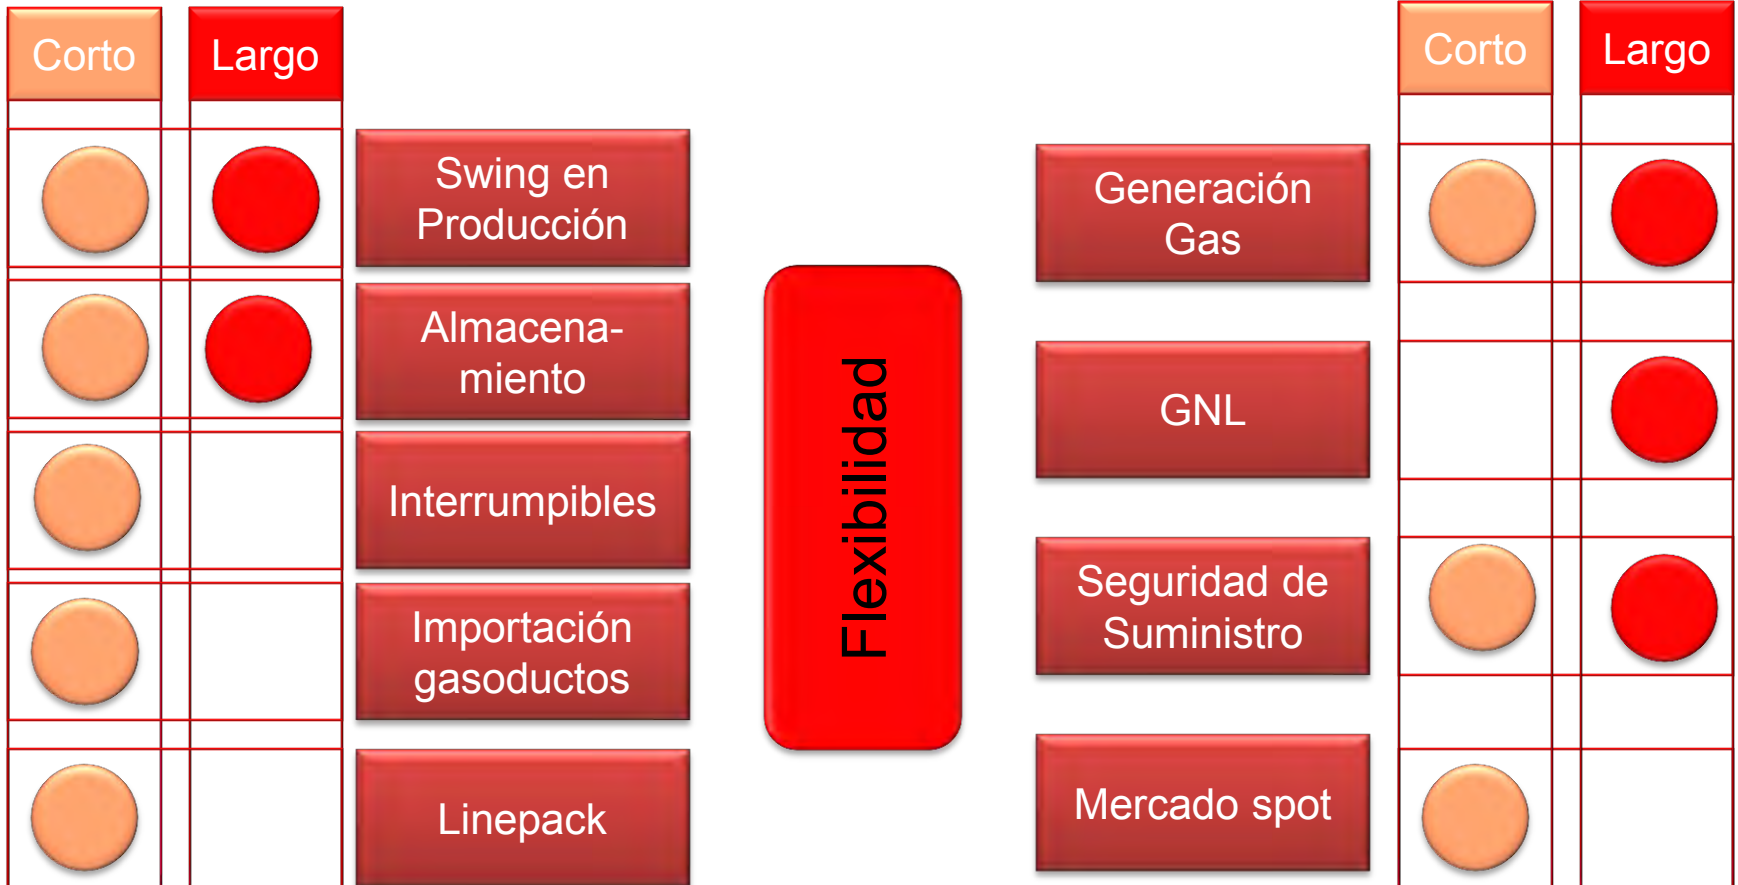 Corto
Largo
Swing en
Producción
Almacena-
miento
Interrumpibles
Importación
gasoductos
Linepack
Flexibilidad
Corto
Largo
Generación
Gas
GNL
Seguridad de
Suministro
Mercado spot